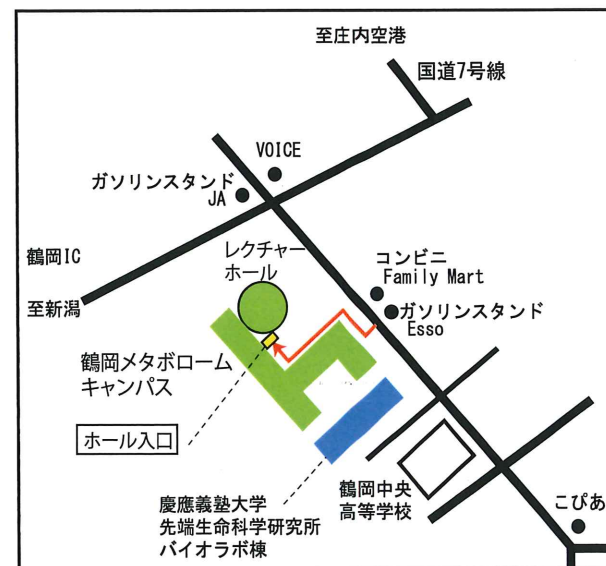 至庄内空港
国道7号線
VOICE
ガソリンスタンド
JA
鶴岡IC
至新潟
レクチャー
ホール
コンビニ
Family Mart
ガソリンスタンド
Esso
鶴岡メタボローム
キャンパス
ホール入口
慶應義塾大学
先端生命科学研究所
バイオラボ棟
鶴岡中央
高等学校
こぴあ